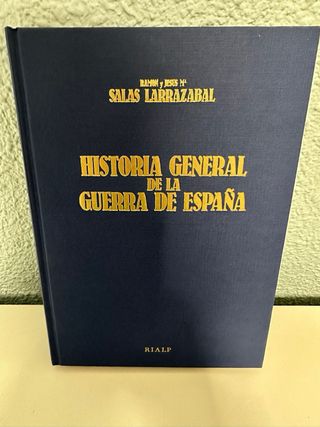 RAMON y JESUS Mª
SALAS LARRAZABAL
HISTORIA GENERAL
DE LA
GUERRA DE ESPAÑA
RIALP